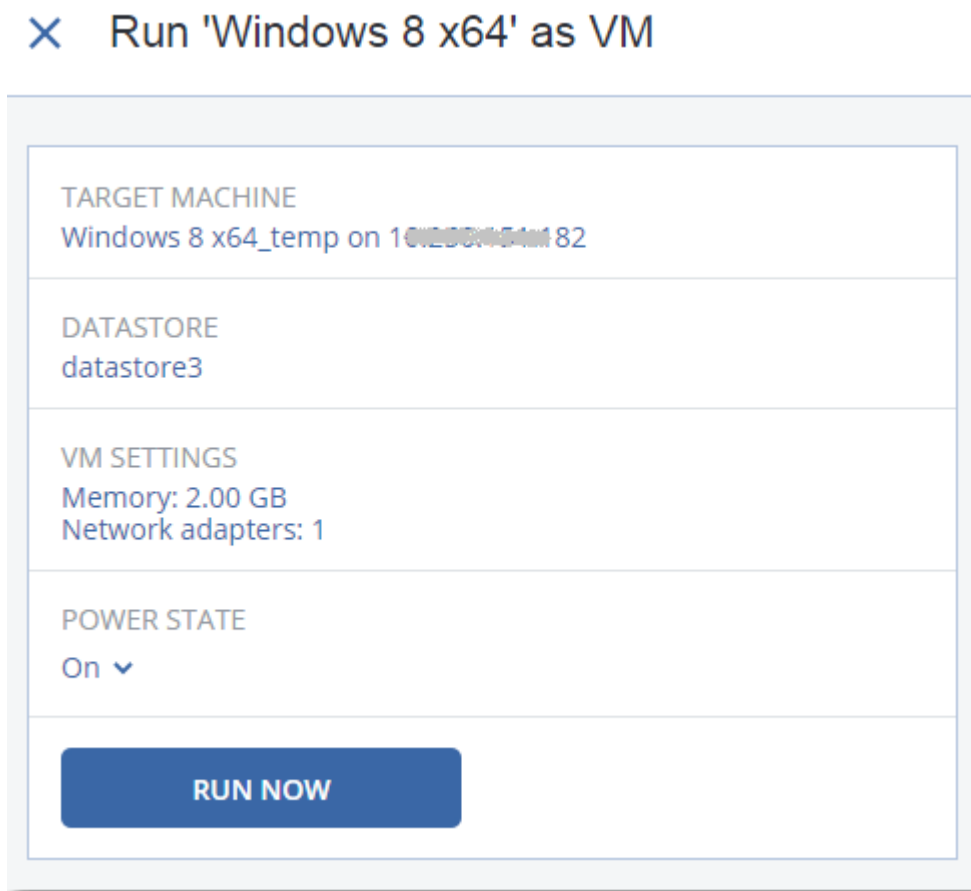 Run 'Windows 8 x64' as VM
TARGET MACHINE
Windows 8 x64_temp on
DATASTORE
datastore3
VM SETTINGS
Memory: 2.00 GB
Network adapters: 1
POWER STATE
On
RUN NOW